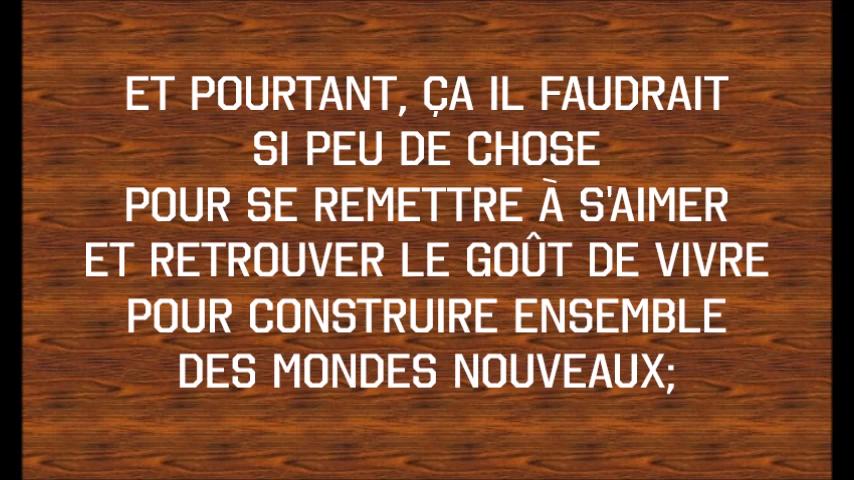 ET POURTANT, ÇA IL FAUDRAIT
SI PEU DE CHOSE
POUR SE REMETTRE À S'AIMER
ET RETROUVER LE GOÛT DE VIVRE
POUR CONSTRUIRE ENSEMBLE
DES MONDES NOUVEAUX;